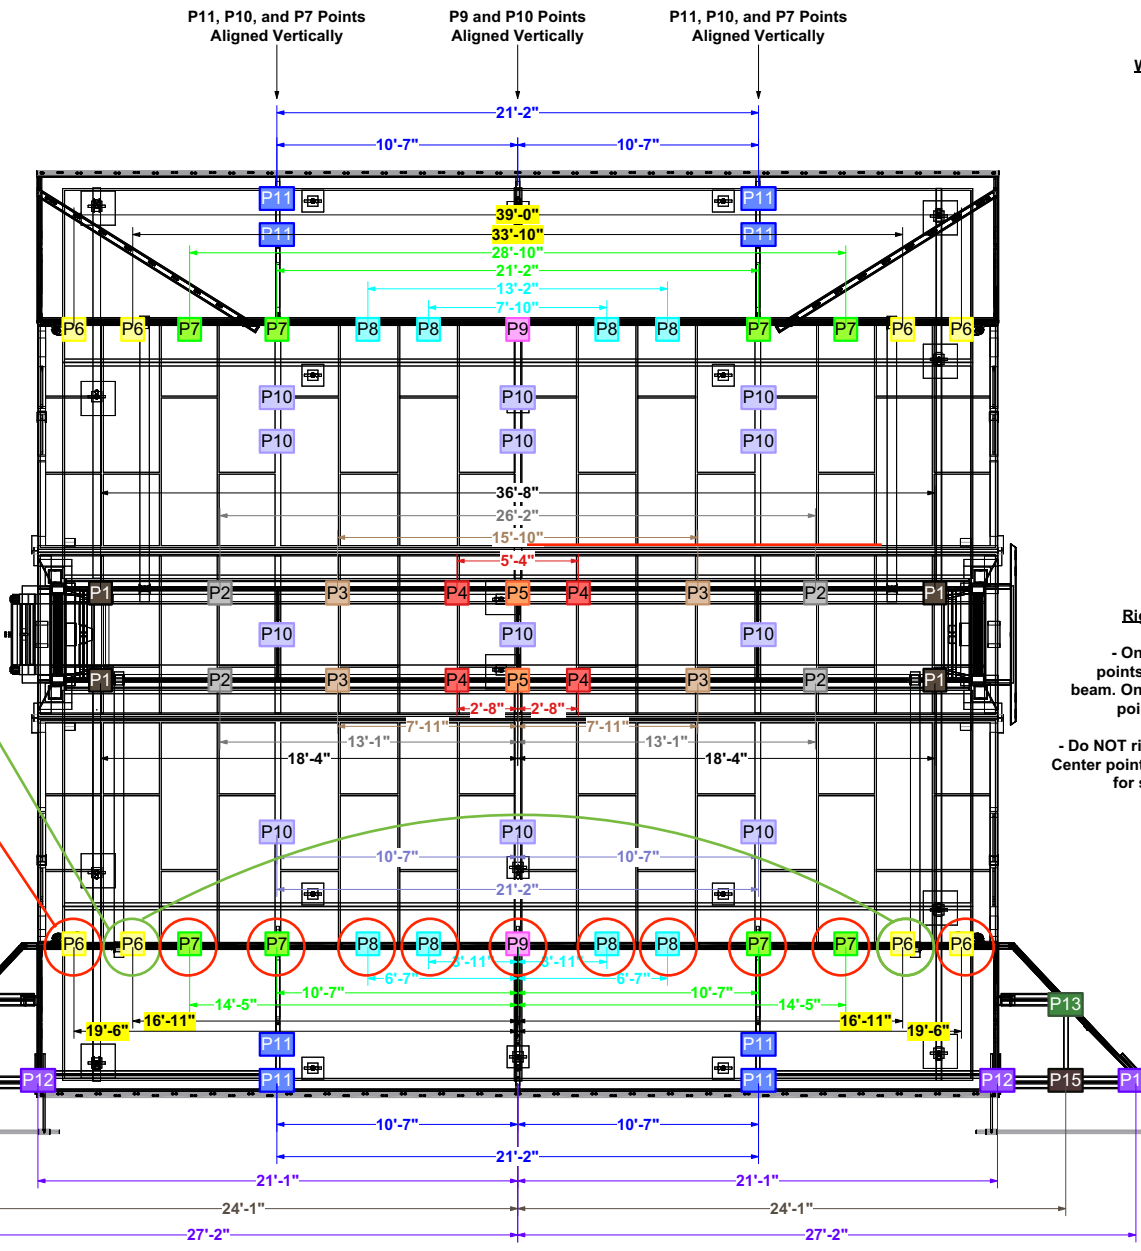 P11, P10, and P7 Points
Aligned Vertically
P9 and P10 Points
Aligned Vertically
P11, P10, and P7 Points
Aligned Vertically
21'-2"
10'-7" 10'-7"
P11 P11
39'-0"
P11 33'-10" P11
28'-10"
21'-2"
13'-2"
7'-10"
P6 P6 P7 P7 P8 P8 P9 P8 P8 P7 P7 P6 P6
P10 P10 P10
P10 P10 P10
36'-8"
26'-2"
15'-10"
5'-4"
P1 P2 P3 P4 P5 P4 P3 P2 P1
P10 P10 P10
P1 P2 P3 P4 P5 P4 P3 P2 P1
2'-8" 2'-8"
7'-11" 7'-11"
13'-1" 13'-1"
18'-4" 18'-4"
- On
points
beam. On
- Do NOT
Center
for
P10 P10 P10
10'-7" 10'-7"
21'-2"
P6 P6 P7 P7 P8 P8 P9 P8 P8 P7 P7 P6 P6
3'-11" 3'-11"
6'-7" 6'-7"
10'-7" 10'-7"
14'-5" 14'-5"
16'-11" 16'-11"
19'-6" 19'-6"
P13
P11 P11
P12 P11 P11 P12 P15
10'-7" 10'-7"
21'-2"
21'-1" 21'-1"
24'-1" 24'-1"
27'-2" 27'-2"